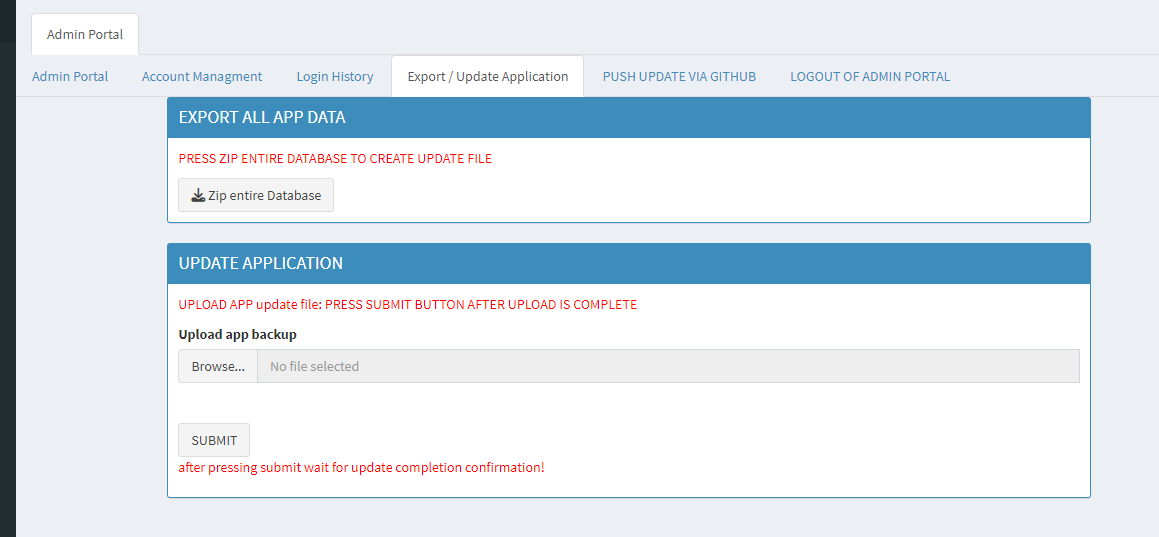 Admin Portal
Admin Portal Account Managment Login History Export / Update Application PUSH UPDATE VIA GITHUB LOGOUT OF ADMIN PORTAL
EXPORT ALL APP DATA
PRESS ZIP ENTIRE DATABASE TO CREATE UPDATE FILE
Zip entire Database
UPDATE APPLICATION
UPLOAD APP update file: PRESS SUBMIT BUTTON AFTER UPLOAD IS COMPLETE
Upload app backup
Browse... No file selected
SUBMIT
after pressing submit wait for update completion confirmation!